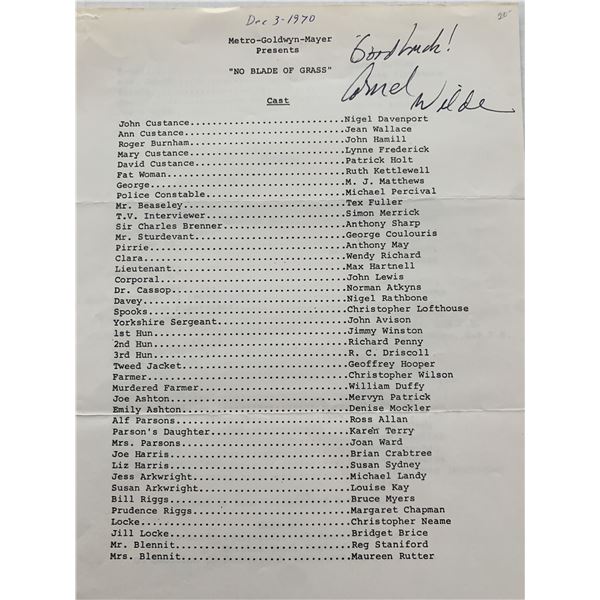 Dec 3-1970
20-
Metro-Goldwyn-Mayer
Presents
"Good Luck!
"NO BLADE OF GRASS"
Cornel Wilde
Cast
John Custance............................Nigel Davenport
Ann Custance.............................Jean Wallace
Roger Burnham............................John Hamill
Mary Custance............................Lynne Frederick
David Custance...........................Patrick Holt
Fat Woman................................Ruth Kettlewell
George...................................M. J. Matthews
Police Constable.........................Michael Percival
Mr. Beaseley.............................Tex Fuller
T.V. Interviewer.........................Simon Merrick
Sir Charles Brenner......................Anthony Sharp
Mr. Sturdevant...........................George Coulouris
Pirrie...................................Anthony May
Clara....................................Wendy Richard
Lieutenant...............................Max Hartnell
Corporal.................................John Lewis
Dr. Cassop...............................Norman Atkyns
Davey....................................Nigel Rathbone
Spooks...................................Christopher Lofthouse
Yorkshire Sergeant.......................John Avison
1st Hun..................................Jimmy Winston
2nd Hun..................................Richard Penny
3rd Hun..................................R. C. Driscoll
Tweed Jacket.............................Geoffrey Hooper
Farmer...................................Christopher Wilson
Murdered Farmer..........................William Duffy
Joe Ashton...............................Mervyn Patrick
Emily Ashton.............................Denise Mockler
Alf Parsons..............................Ross Allan
Parson's Daughter........................Karen Terry
Mrs. Parsons.............................Joan Ward
Joe Harris...............................Brian Crabtree
Liz Harris...............................Susan Sydney
Jess Arkwright...........................Michael Landy
Susan Arkwright..........................Louise Kay
Bill Riggs...............................Bruce Myers
Prudence Riggs...........................Margaret Chapman
Locke....................................Christopher Neame
Jill Locke...............................Bridget Brice
Mr. Blennit..............................Reg Staniford
Mrs. Blennit.............................Maureen Rutter